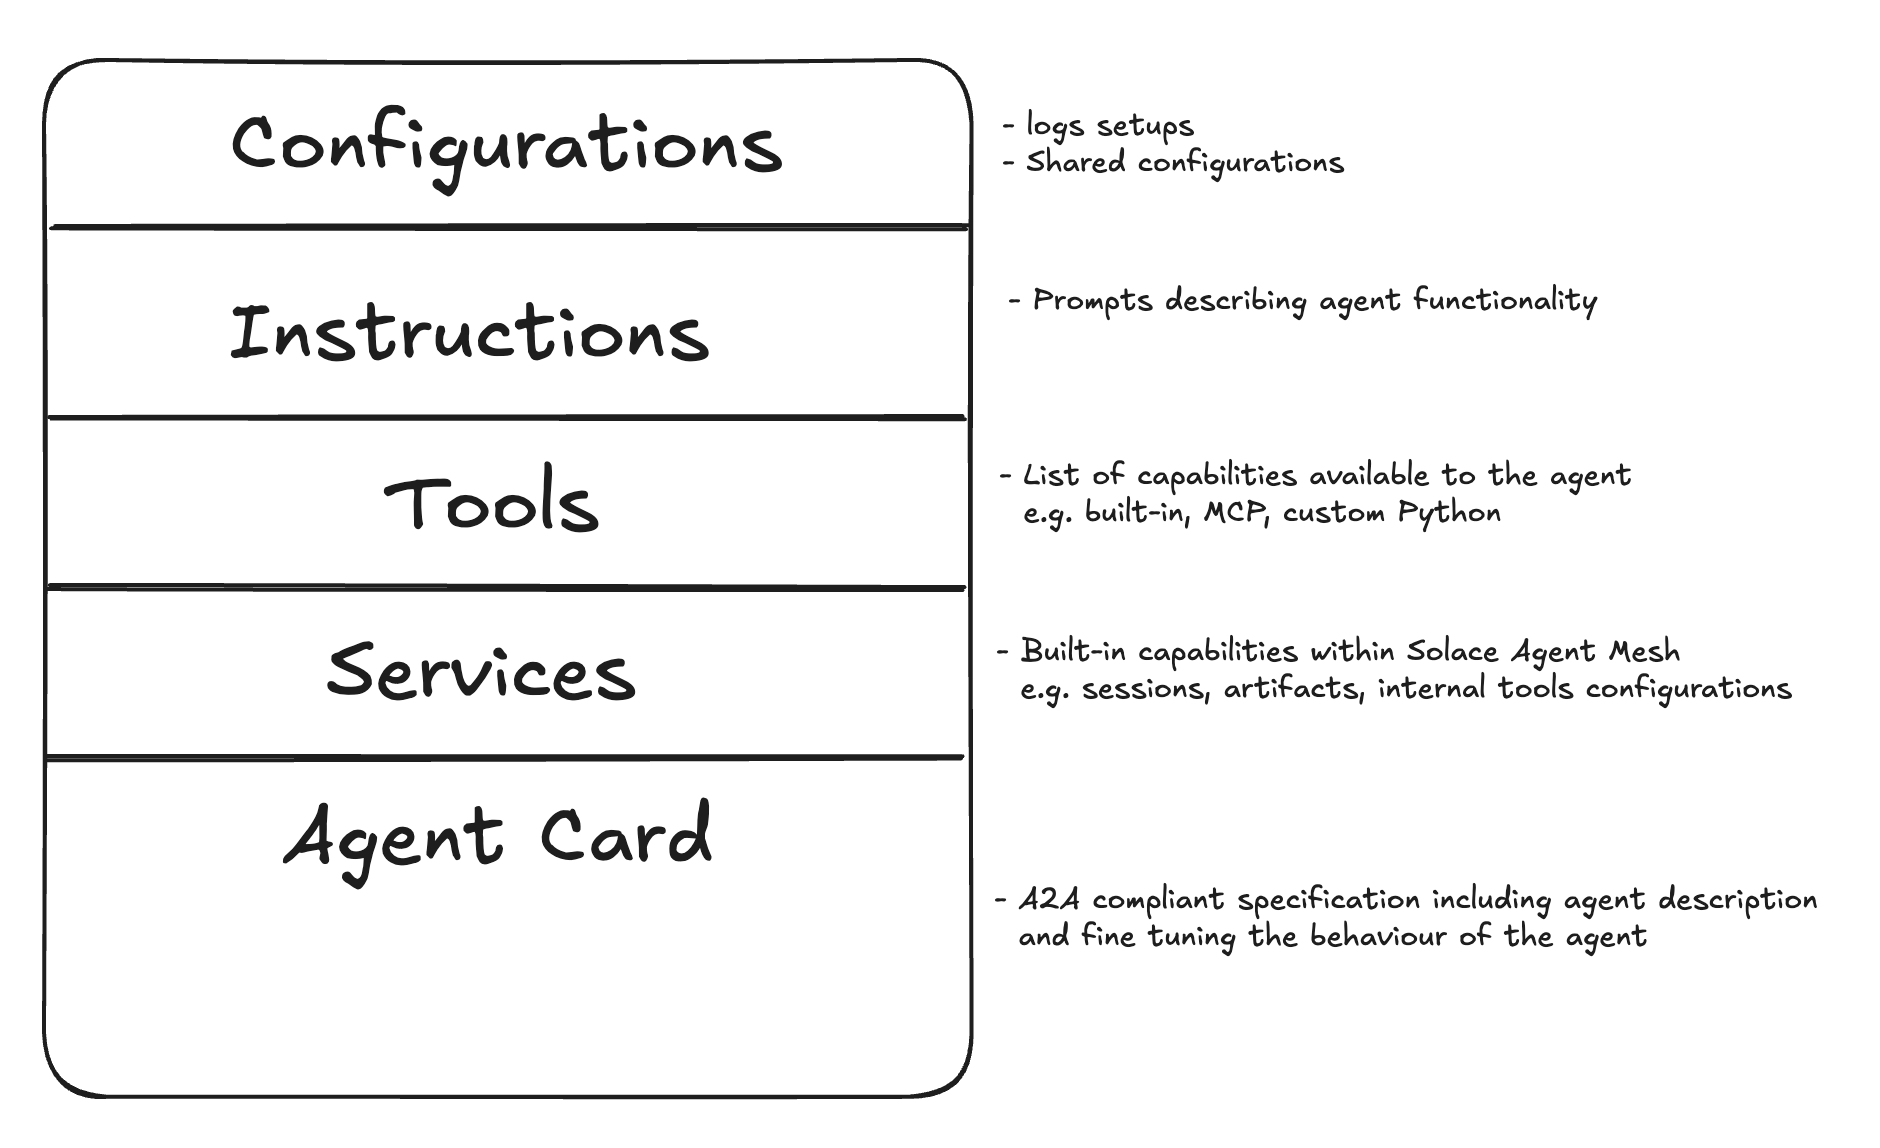 Configurations
- logs setups
- Shared configurations
Instructions
- Prompts describing agent functionality
Tools
- List of capabilities available to the agent
e.g. built-in, MCP, custom Python
Services
- Built-in capabilities within Solace Agent Mesh
e.g. sessions, artifacts, internal tools configurations
Agent Card
- A2A compliant specification including agent description
and fine tuning the behaviour of the agent